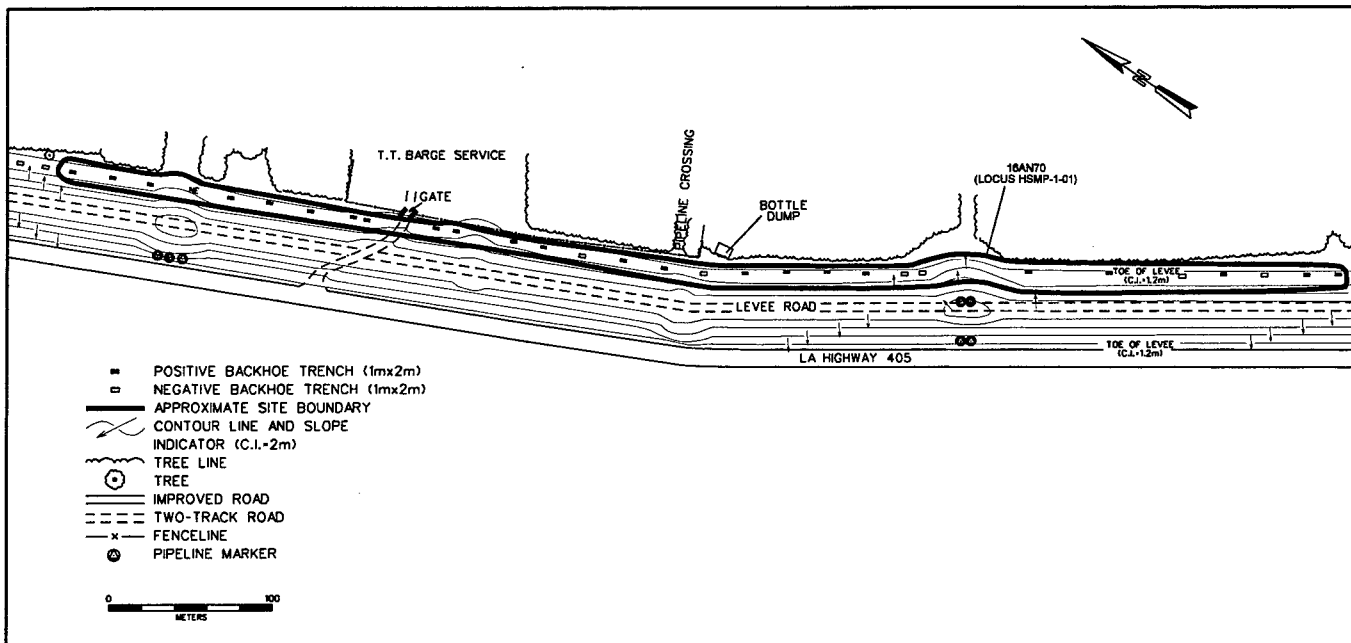 N
T.T. BARGE SERVICE
GATE
PIPELINE CROSSING
BOTTLE
DUMP
16AN70
(LOCUS HSMP-1-01)
TOE OF LEVEE
(C.I.=1.2m)
LEVEE ROAD
TOE OF LEVEE
(C.I.=1.2m)
LA HIGHWAY 405
POSITIVE BACKHOE TRENCH (1mx2m)
NEGATIVE BACKHOE TRENCH (1mx2m)
APPROXIMATE SITE BOUNDARY
CONTOUR LINE AND SLOPE
INDICATOR (C.I.=2m)
TREE LINE
TREE
IMPROVED ROAD
TWO-TRACK ROAD
x FENCELINE
PIPELINE MARKER
0 100
METERS